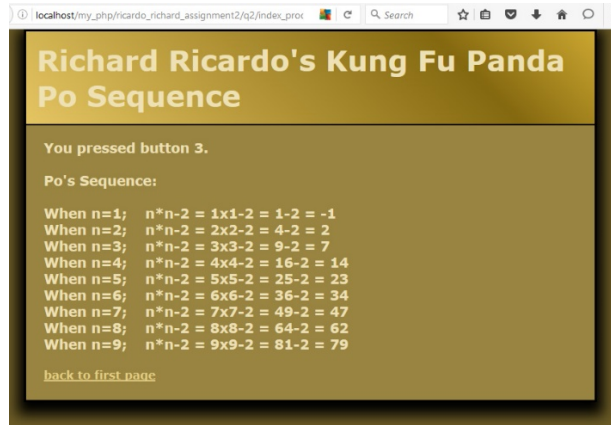 localhost/my_php/ricardo_richard_assignment2/q2/index_proc
Search
Richard Ricardo's Kung Fu Panda
Po Sequence
You pressed button 3.
Po's Sequence:
When n=1; n*n-2 = 1x1-2 = 1-2 = -1
When n=2; n*n-2 = 2x2-2 = 4-2 = 2
When n=3; n*n-2 = 3x3-2 = 9-2 = 7
When n=4; n*n-2 = 4x4-2 = 16-2 = 14
When n=5; n*n-2 = 5x5-2 = 25-2 = 23
When n=6; n*n-2 = 6x6-2 = 36-2 = 34
When n=7; n*n-2 = 7x7-2 = 49-2 = 47
When n=8; n*n-2 = 8x8-2 = 64-2 = 62
When n=9; n*n-2 = 9x9-2 = 81-2 = 79
back to first page